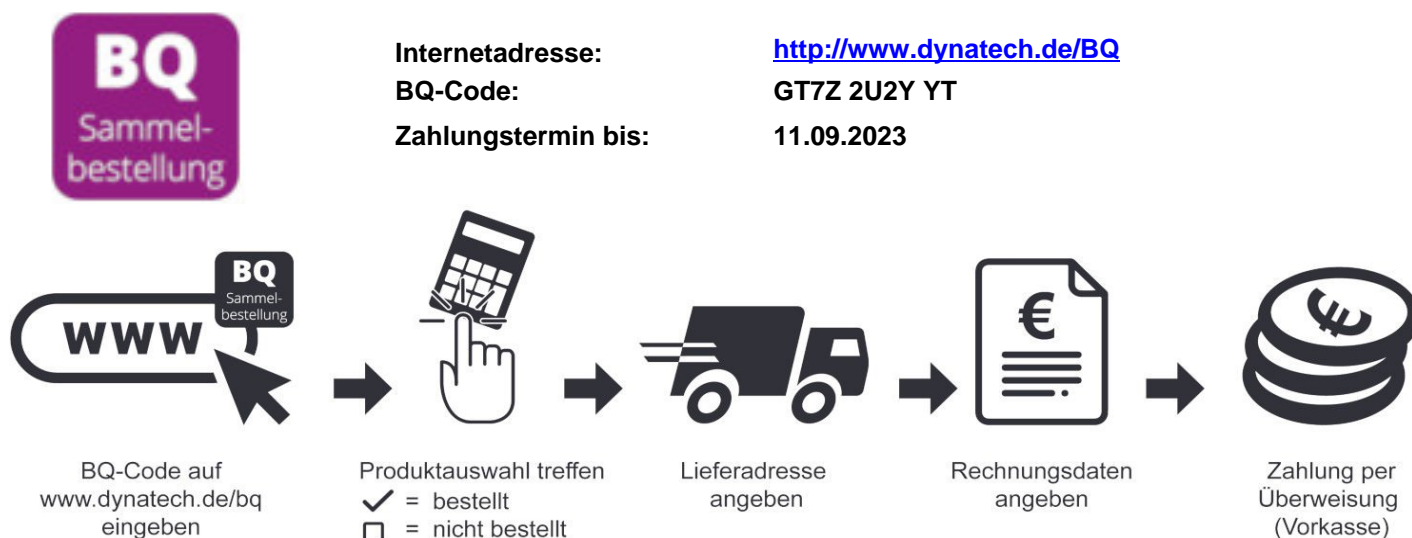 BQ
Sammel-
bestellung
Internetadresse: http://www.dynatech.de/BQ
BQ-Code: GT7Z 2U2Y YT
Zahlungstermin bis: 11.09.2023
BQ
Sammel-
bestellung
WWW
€
€
BQ-Code auf
www.dynatech.de/bq
eingeben
Produktauswahl treffen
✓ = bestellt
☐ = nicht bestellt
Lieferadresse
angeben
Rechnungsdaten
angeben
Zahlung per
Überweisung
(Vorkasse)